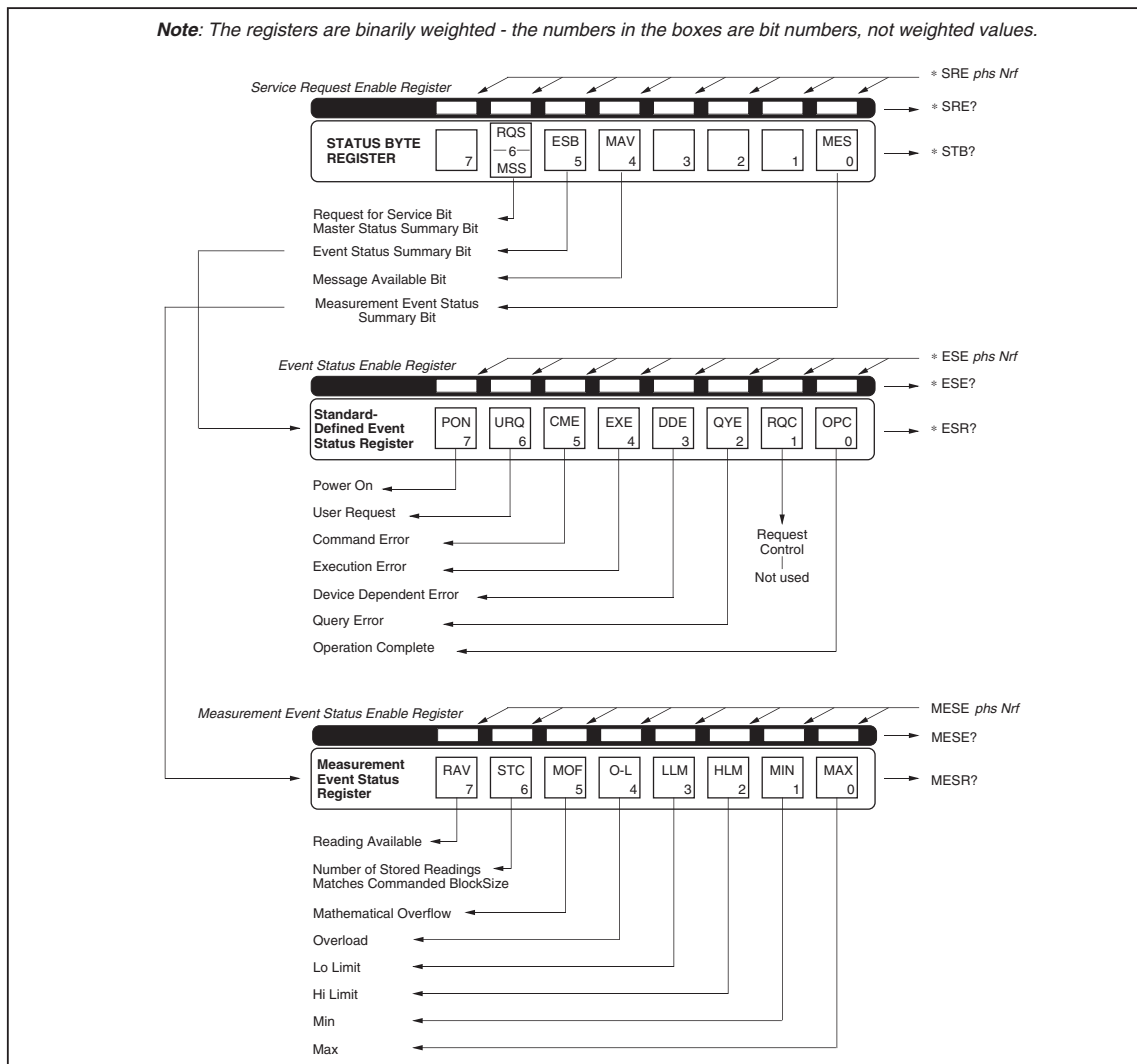 Note: The registers are binarily weighted - the numbers in the boxes are bit numbers, not weighted values.
Service Request Enable Register
∗ SRE phs Nrf
∗ SRE?
STATUS BYTE
REGISTER
7
RQS
6
MSS
ESB
5
MAV
4
3
2
1
MES
0
∗ STB?
Request for Service Bit
Master Status Summary Bit
Event Status Summary Bit
Message Available Bit
Measurement Event Status
Summary Bit
Event Status Enable Register
∗ ESE phs Nrf
∗ ESE?
Standard-
Defined Event
Status Register
PON
7
URQ
6
CME
5
EXE
4
DDE
3
QYE
2
RQC
1
OPC
0
∗ ESR?
Power On
User Request
Command Error
Execution Error
Device Dependent Error
Query Error
Operation Complete
Request
Control
Not used
Measurement Event Status Enable Register
MESE phs Nrf
MESE?
Measurement
Event Status
Register
RAV
7
STC
6
MOF
5
O-L
4
LLM
3
HLM
2
MIN
1
MAX
0
MESR?
Reading Available
Number of Stored Readings
Matches Commanded BlockSize
Mathematical Overflow
Overload
Lo Limit
Hi Limit
Min
Max